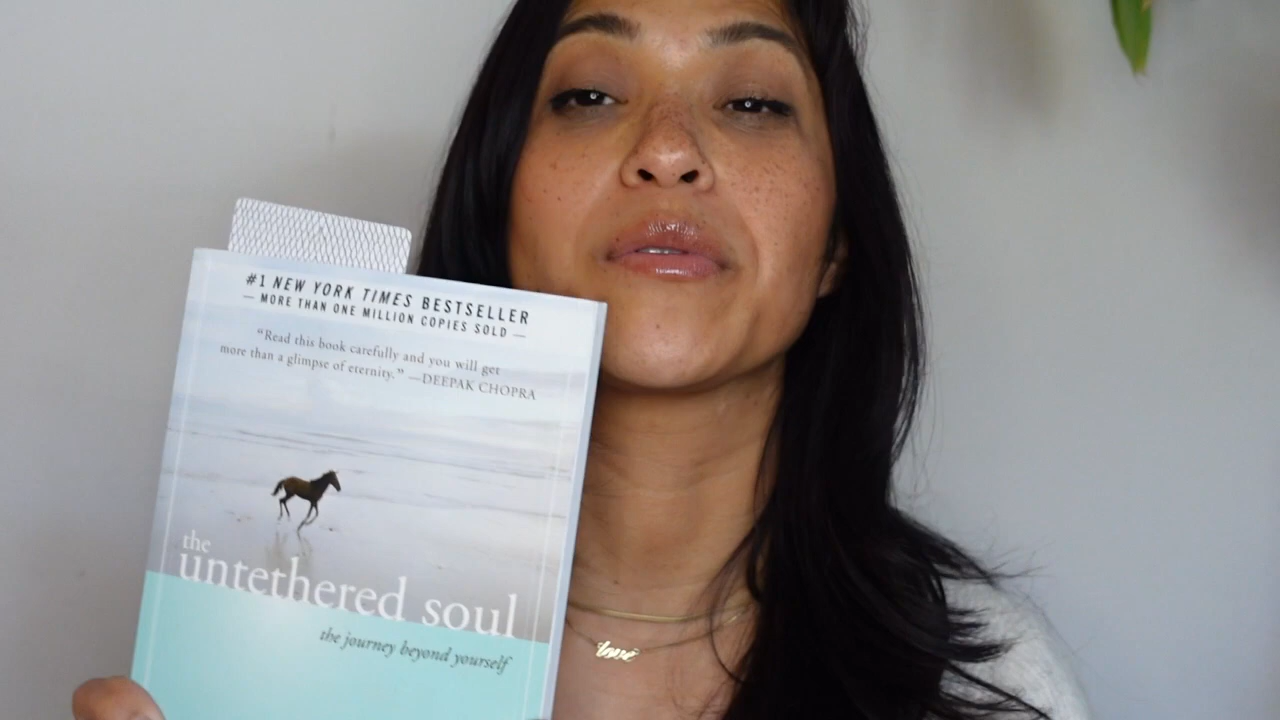 #1 NEW YORK TIMES BESTSELLER
— MORE THAN ONE MILLION COPIES SOLD —
“Read this book carefully and you will get
more than a glimpse of eternity.” —DEEPAK CHOPRA
the
untethered soul
the journey beyond yourself
love